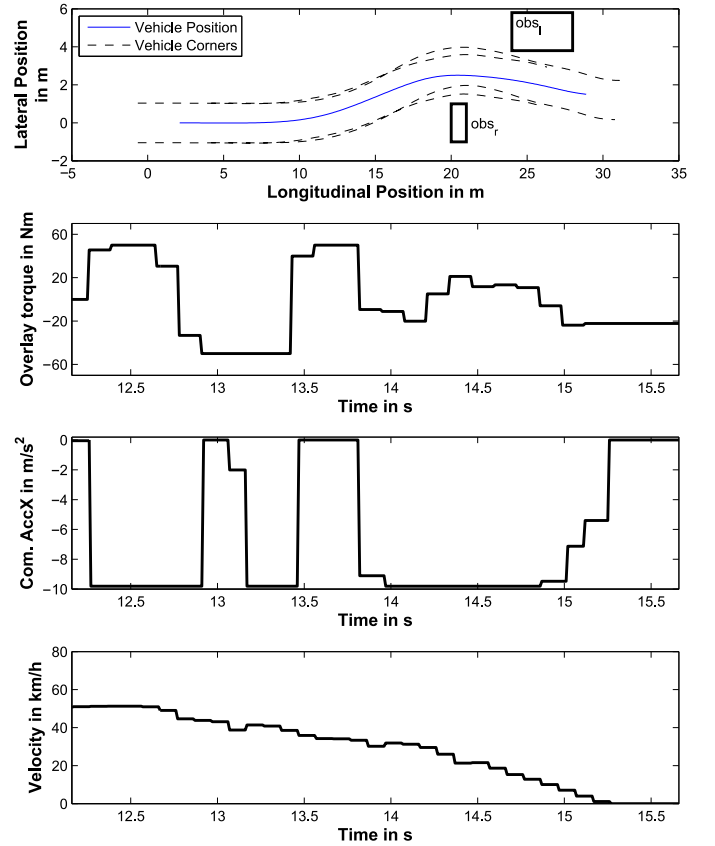 Lateral Position
in m
6
4
2
0
−2
Vehicle Position
Vehicle Corners
obs_l
obs_r
−5 0 5 10 15 20 25 30 35
Longitudinal Position in m
Overlay torque in Nm
60
20
−20
−60
12.5 13 13.5 14 14.5 15 15.5
Time in s
Com. AccX in m/s²
0
−2
−4
−6
−8
−10
12.5 13 13.5 14 14.5 15 15.5
Time in s
Velocity in km/h
80
60
40
20
0
12.5 13 13.5 14 14.5 15 15.5
Time in s